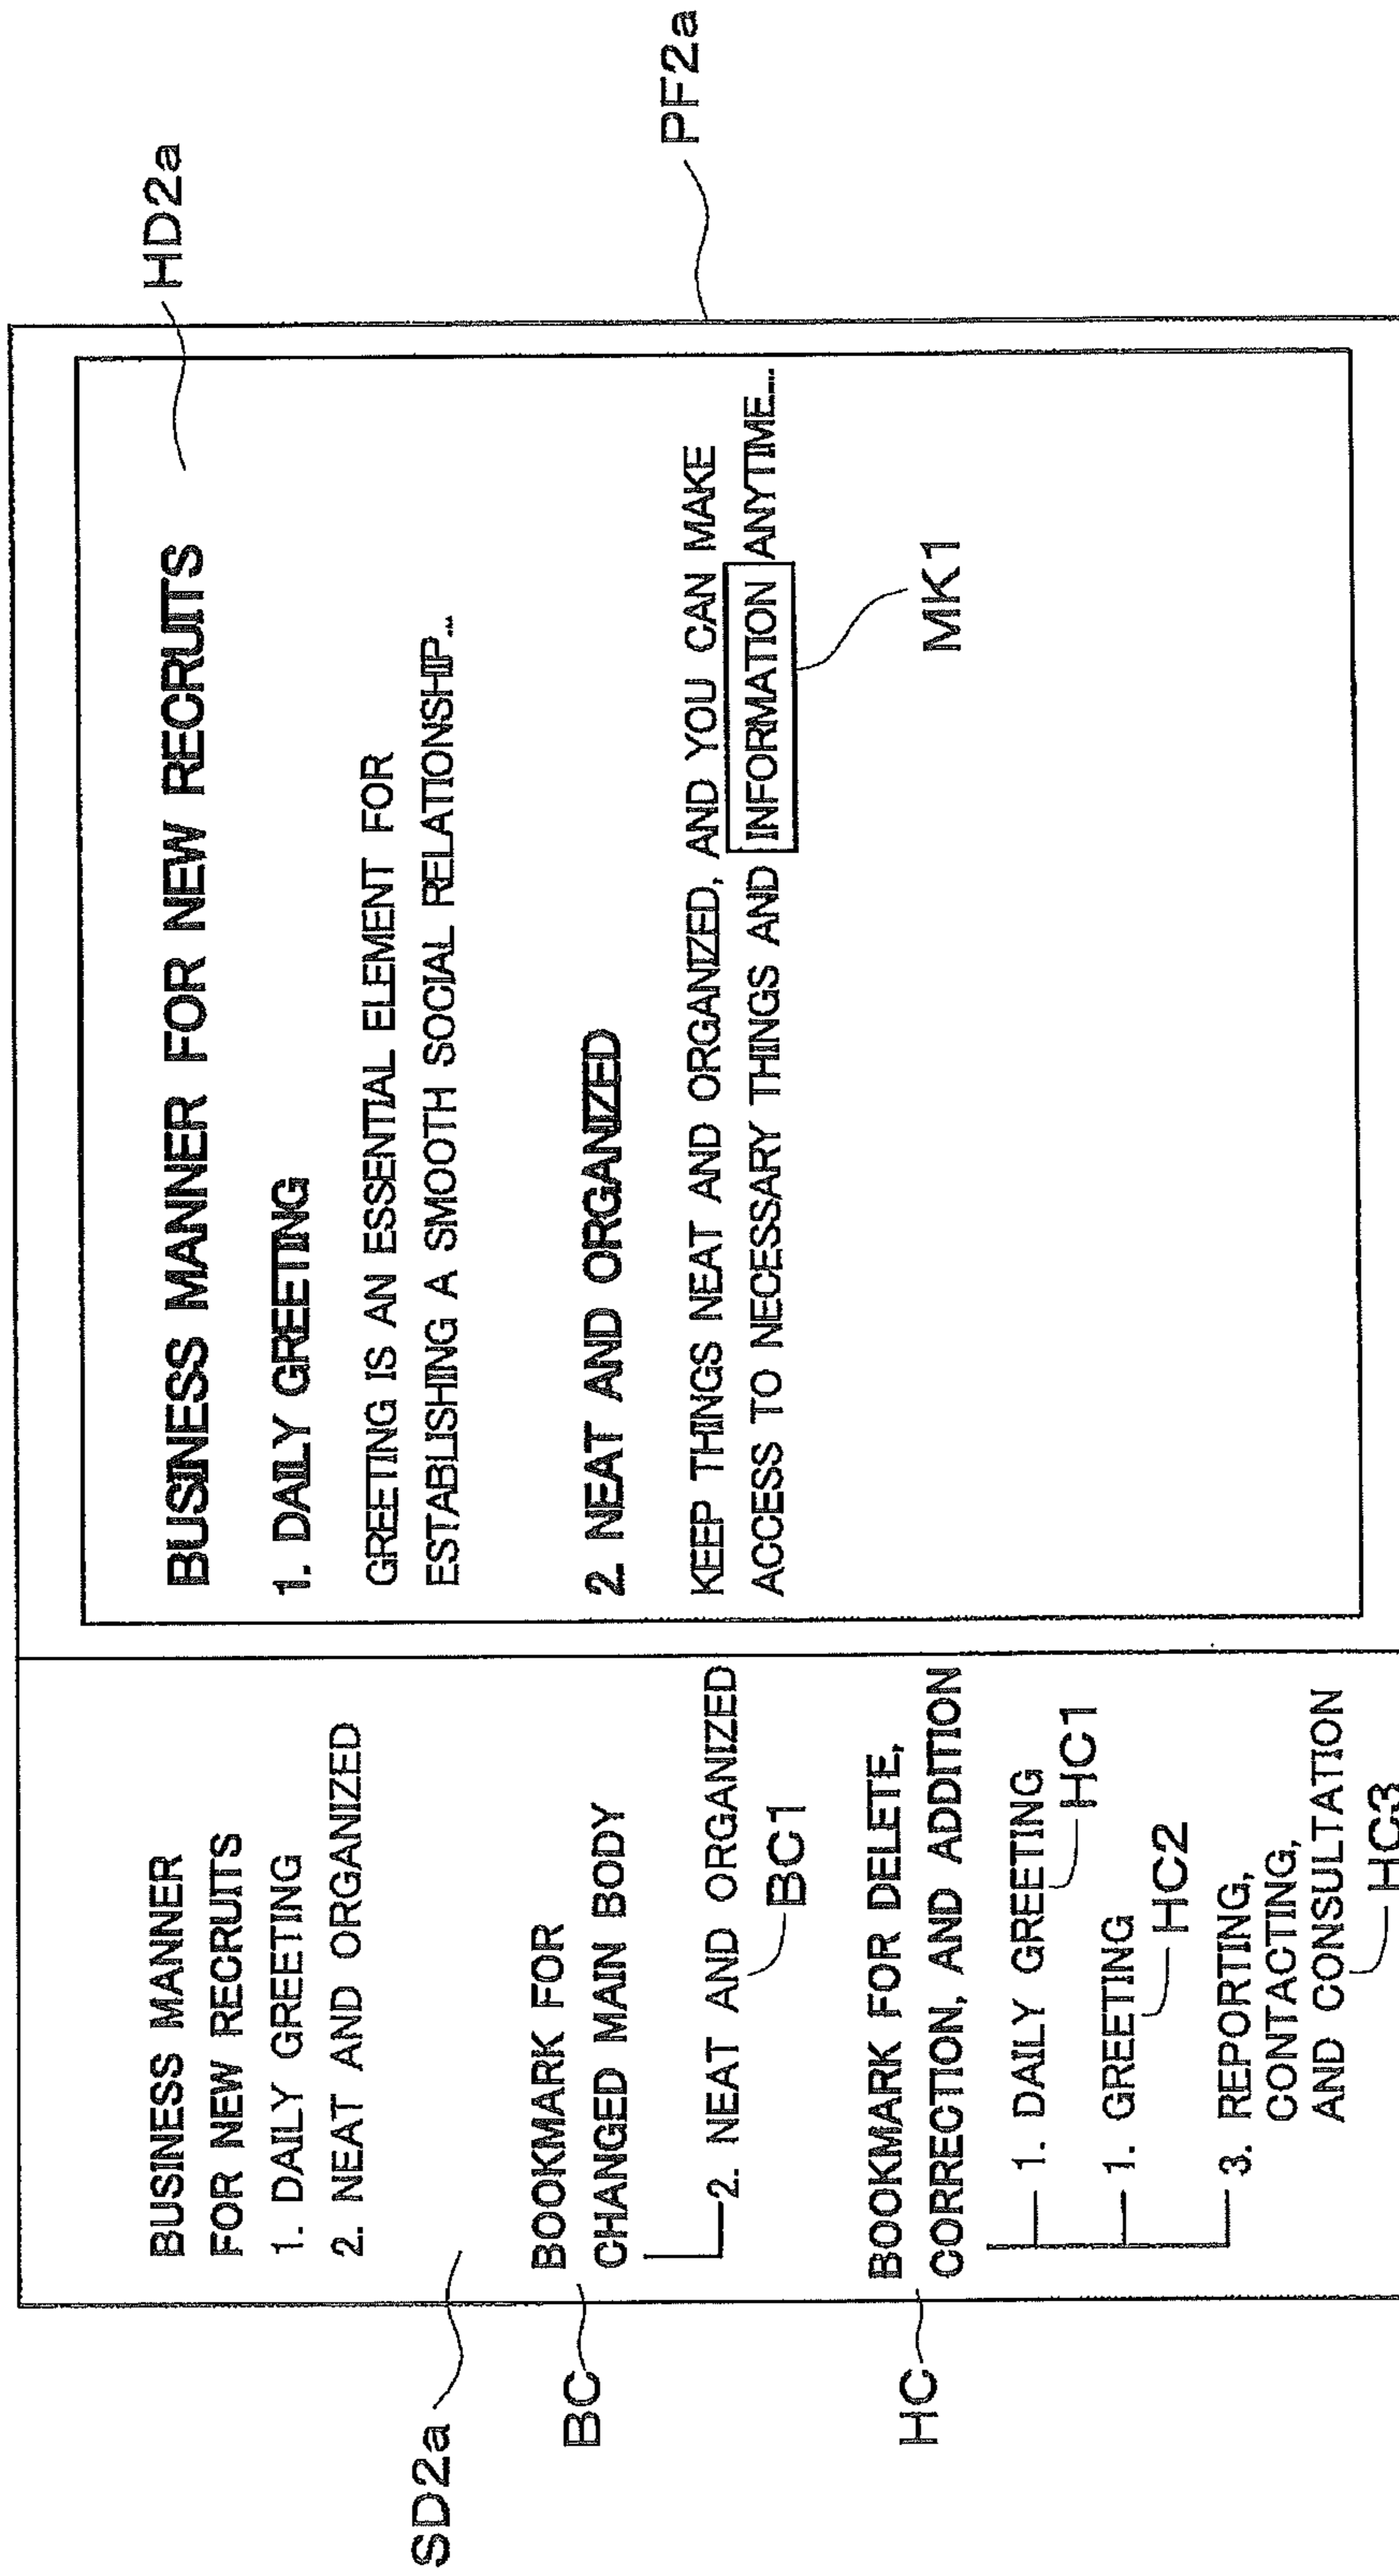 SD2a
BUSINESS MANNER
FOR NEW RECRUITS
1. DAILY GREETING
2. NEAT AND ORGANIZED
BC
BOOKMARK FOR
CHANGED MAIN BODY
2. NEAT AND ORGANIZED
BC1
HC
BOOKMARK FOR DELETE,
CORRECTION, AND ADDITION
1. DAILY GREETING
HC1
1. GREETING
HC2
3. REPORTING,
CONTACTING,
AND CONSULTATION
HC3
HD2a
BUSINESS MANNER FOR NEW RECRUITS
1. DAILY GREETING
GREETING IS AN ESSENTIAL ELEMENT FOR
ESTABLISHING A SMOOTH SOCIAL RELATIONSHIP...
2. NEAT AND ORGANIZED
KEEP THINGS NEAT AND ORGANIZED, AND YOU CAN MAKE
ACCESS TO NECESSARY THINGS AND INFORMATION ANYTIME...
MK1
PF2a